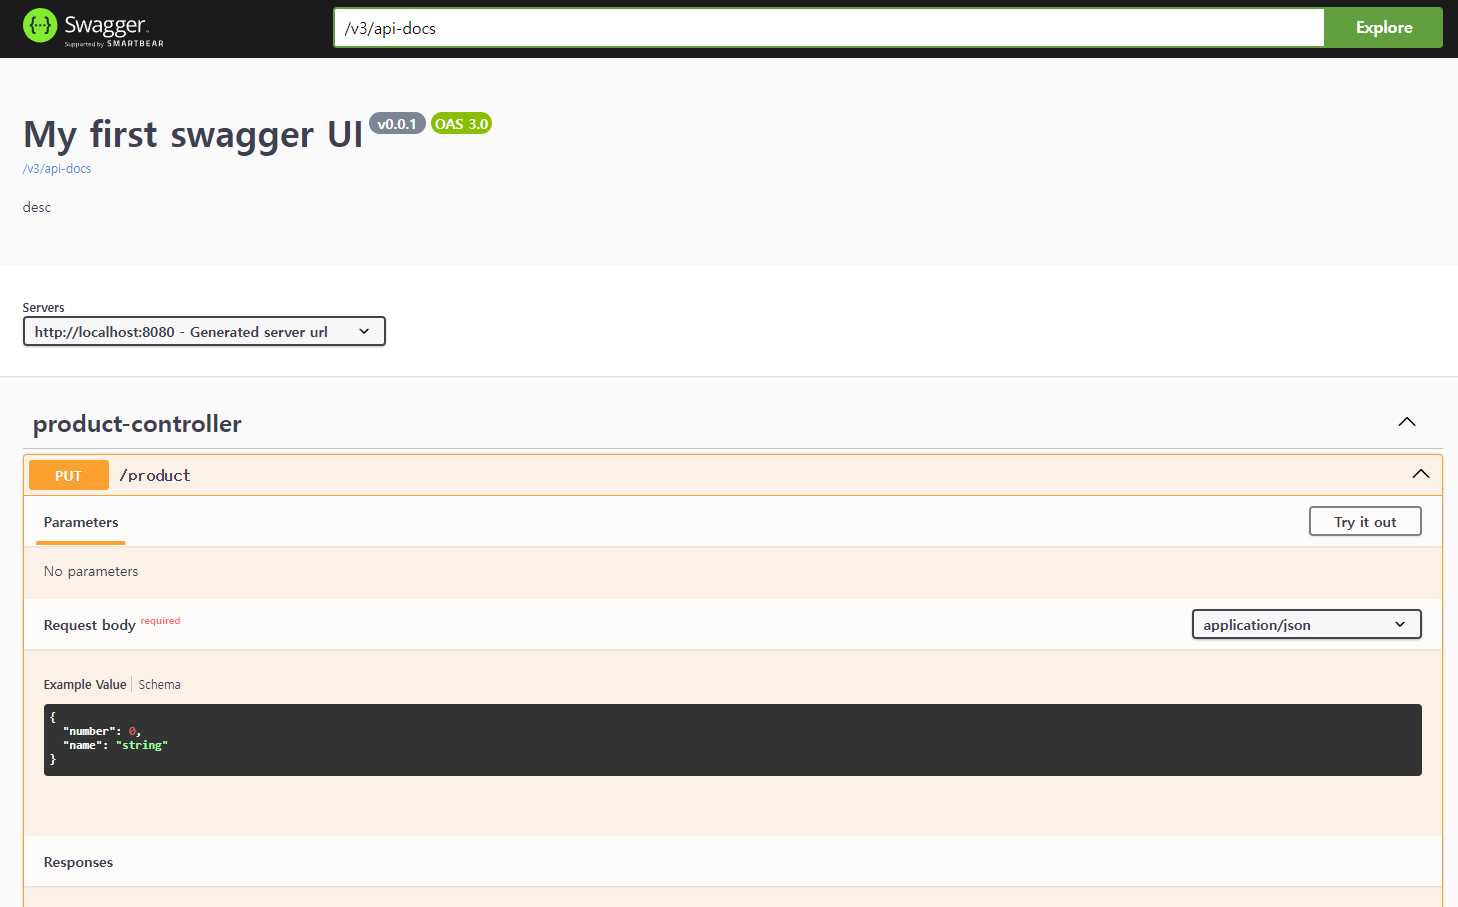 Swagger.
Supported by SMARTBEAR
/v3/api-docs
Explore
My first swagger UI v0.0.1 OAS 3.0
/v3/api-docs
desc
Servers
http://localhost:8080 - Generated server url
product-controller
PUT /product
Parameters
Try it out
No parameters
Request body required
application/json
Example Value Schema
{
"number": 0,
"name": "string"
}
Responses